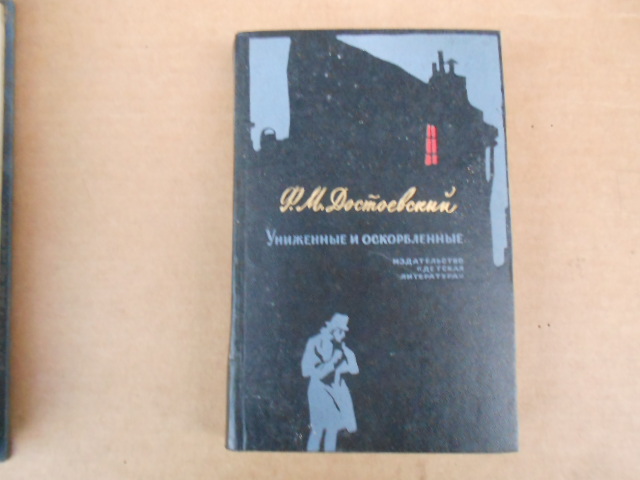 Ф. М. Достоевский
Униженные и оскорбленные
ИЗДАТЕЛЬСТВО
«ДЕТСКАЯ
ЛИТЕРАТУРА»